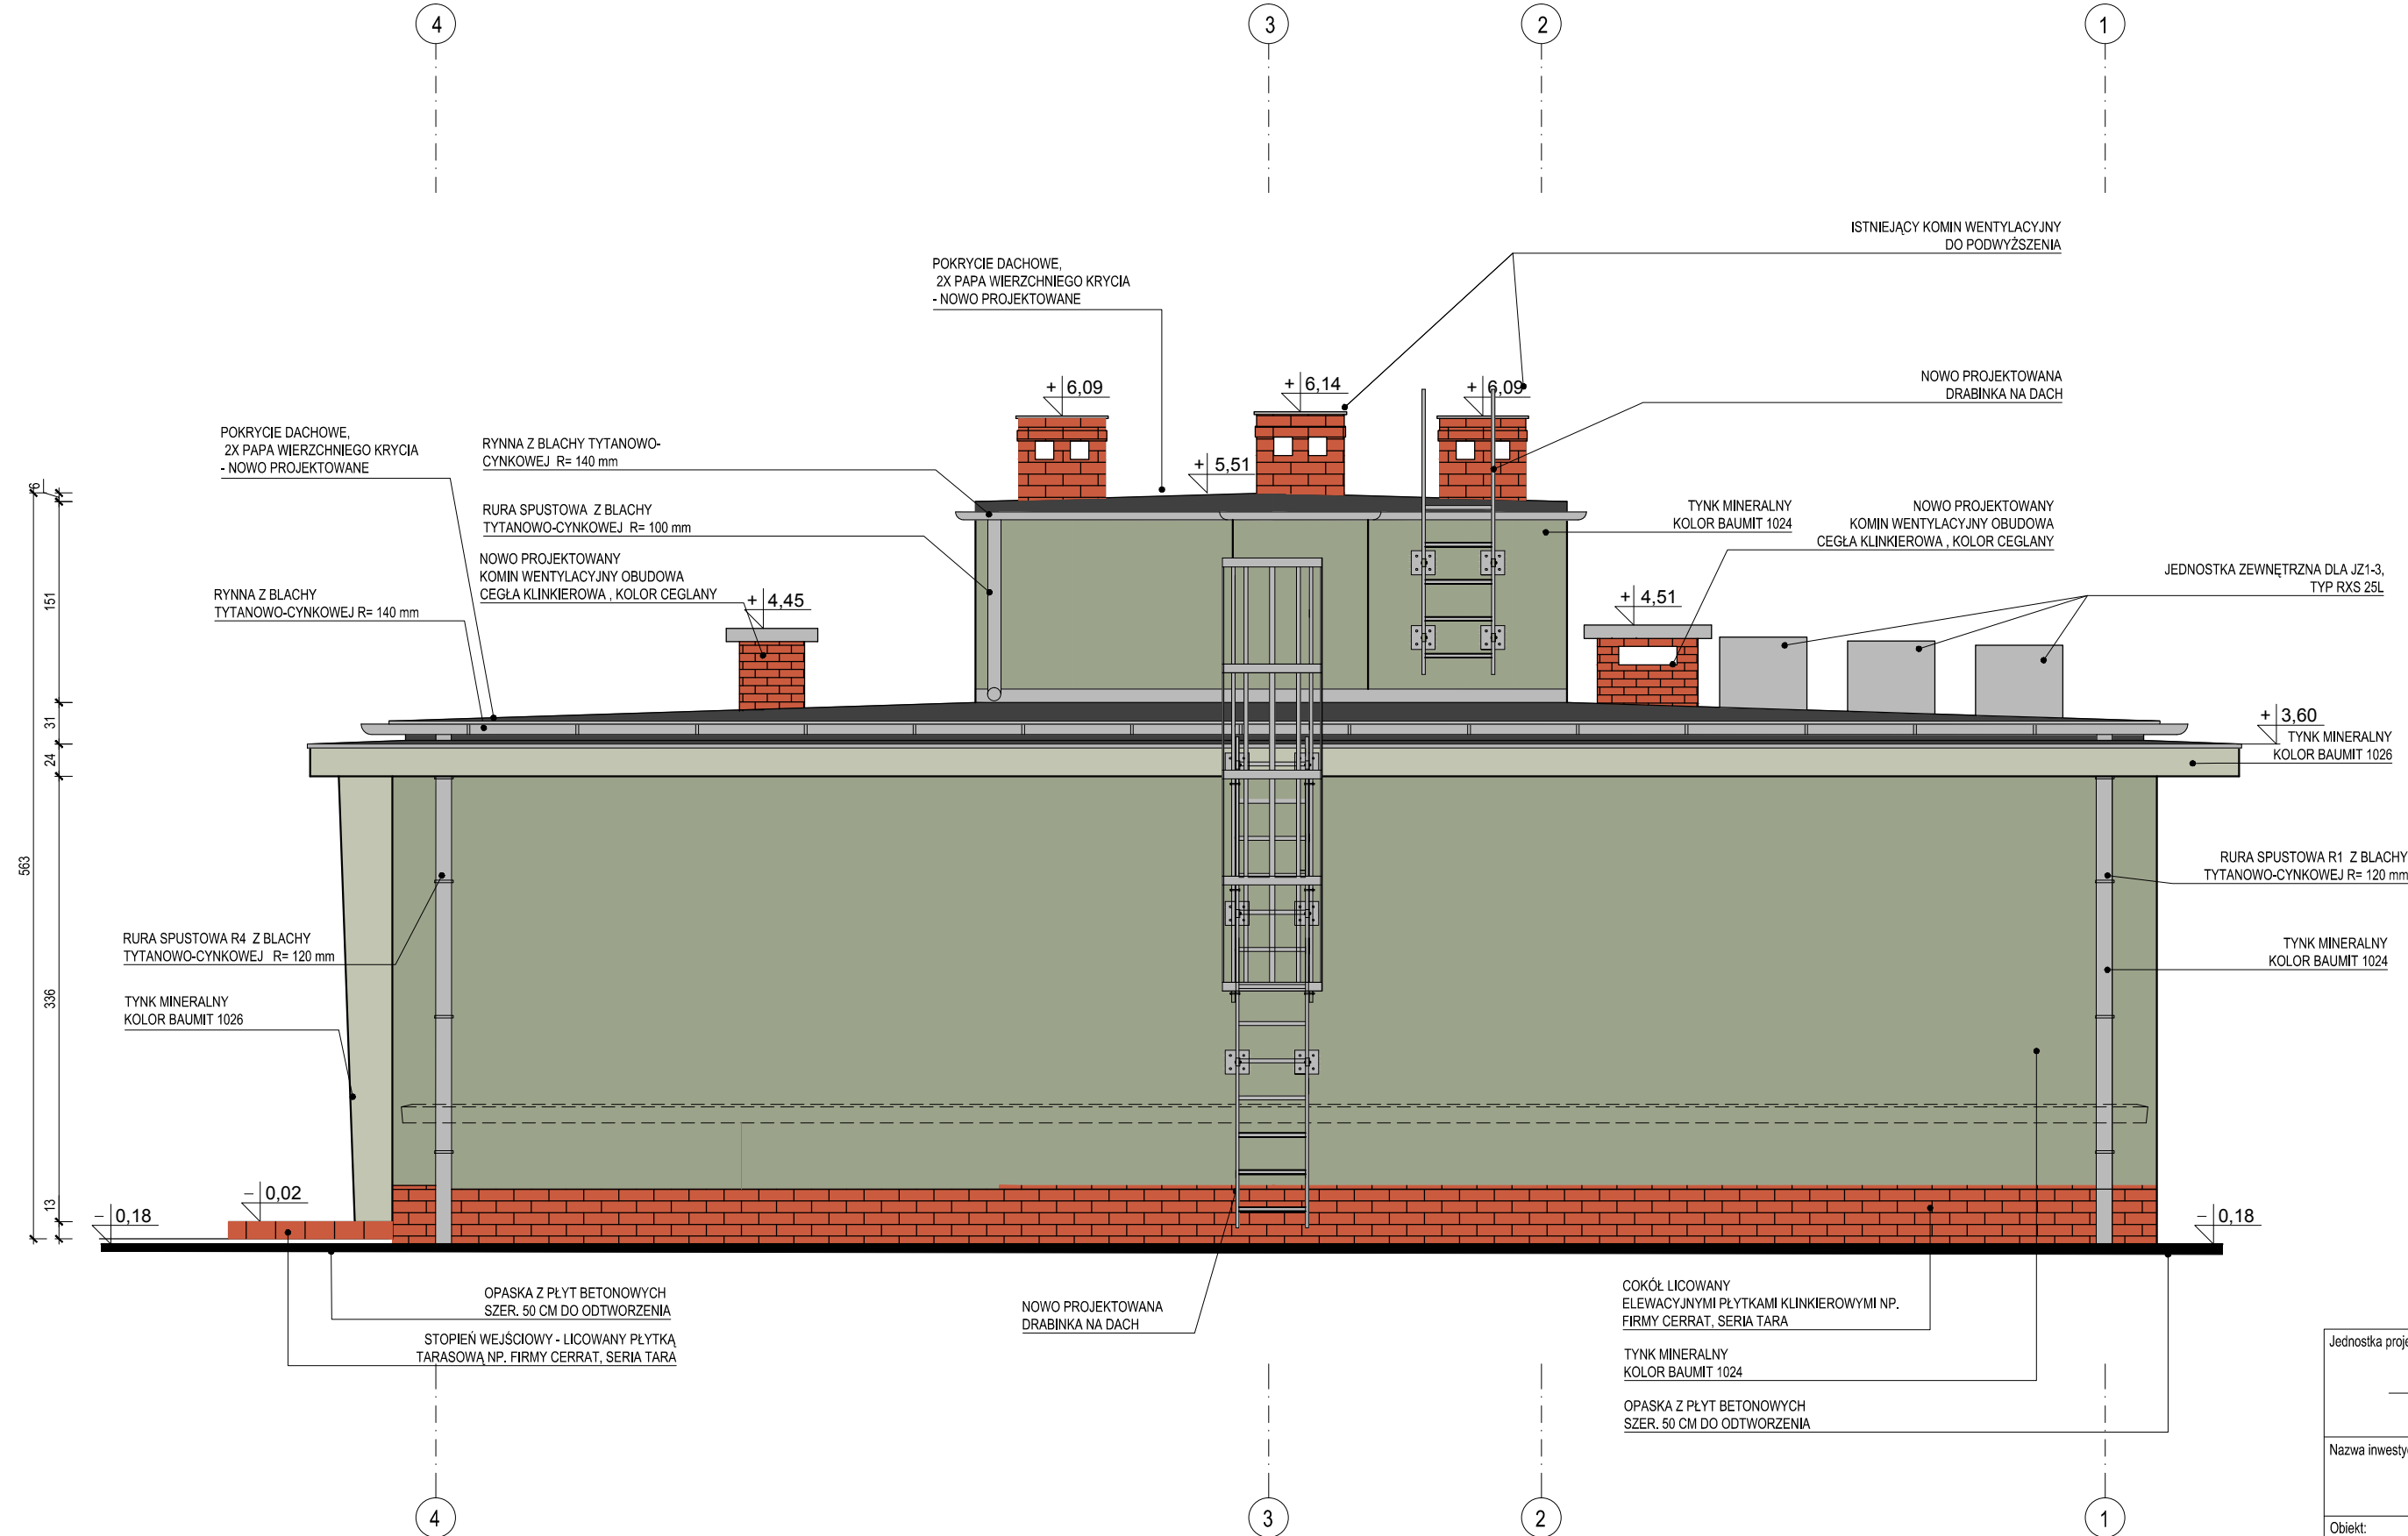 4
3
2
1
ISTNIEJĄCY KOMIN WENTYLACYJNY
DO PODWYŻSZENIA
POKRYCIE DACHOWE,
2X PAPA WIERZCHNIEGO KRYCIA
- NOWO PROJEKTOWANE
NOWO PROJEKTOWANA
DRABINKA NA DACH
+ 6,09
+ 6,14
+ 6,09
POKRYCIE DACHOWE,
2X PAPA WIERZCHNIEGO KRYCIA
- NOWO PROJEKTOWANE
RYNNA Z BLACHY TYTANOWO-
CYNKOWEJ R= 140 mm
+ 5,51
RURA SPUSTOWA Z BLACHY
TYTANOWO-CYNKOWEJ R= 100 mm
TYNK MINERALNY
KOLOR BAUMIT 1024
NOWO PROJEKTOWANY
KOMIN WENTYLACYJNY OBUDOWA
CEGŁA KLINKIEROWA , KOLOR CEGLANY
NOWO PROJEKTOWANY
KOMIN WENTYLACYJNY OBUDOWA
CEGŁA KLINKIEROWA , KOLOR CEGLANY
JEDNOSTKA ZEWNĘTRZNA DLA JZ1-3,
TYP RXS 25L
RYNNA Z BLACHY
TYTANOWO-CYNKOWEJ R= 140 mm
+ 4,45
+ 4,51
+ 3,60
TYNK MINERALNY
KOLOR BAUMIT 1026
6
151
31
24
563
336
13
RURA SPUSTOWA R1 Z BLACHY
TYTANOWO-CYNKOWEJ R= 120 mm
RURA SPUSTOWA R4 Z BLACHY
TYTANOWO-CYNKOWEJ R= 120 mm
TYNK MINERALNY
KOLOR BAUMIT 1024
TYNK MINERALNY
KOLOR BAUMIT 1026
− 0,02
− 0,18
− 0,18
OPASKA Z PŁYT BETONOWYCH
SZER. 50 CM DO ODTWORZENIA
STOPIEŃ WEJŚCIOWY - LICOWANY PŁYTKĄ
TARASOWĄ NP. FIRMY CERRAT, SERIA TARA
NOWO PROJEKTOWANA
DRABINKA NA DACH
COKÓŁ LICOWANY
ELEWACYJNYMI PŁYTKAMI KLINKIEROWYMI NP.
FIRMY CERRAT, SERIA TARA
TYNK MINERALNY
KOLOR BAUMIT 1024
OPASKA Z PŁYT BETONOWYCH
SZER. 50 CM DO ODTWORZENIA
Jednostka proje
Nazwa inwesty
Obiekt:
4
3
2
1